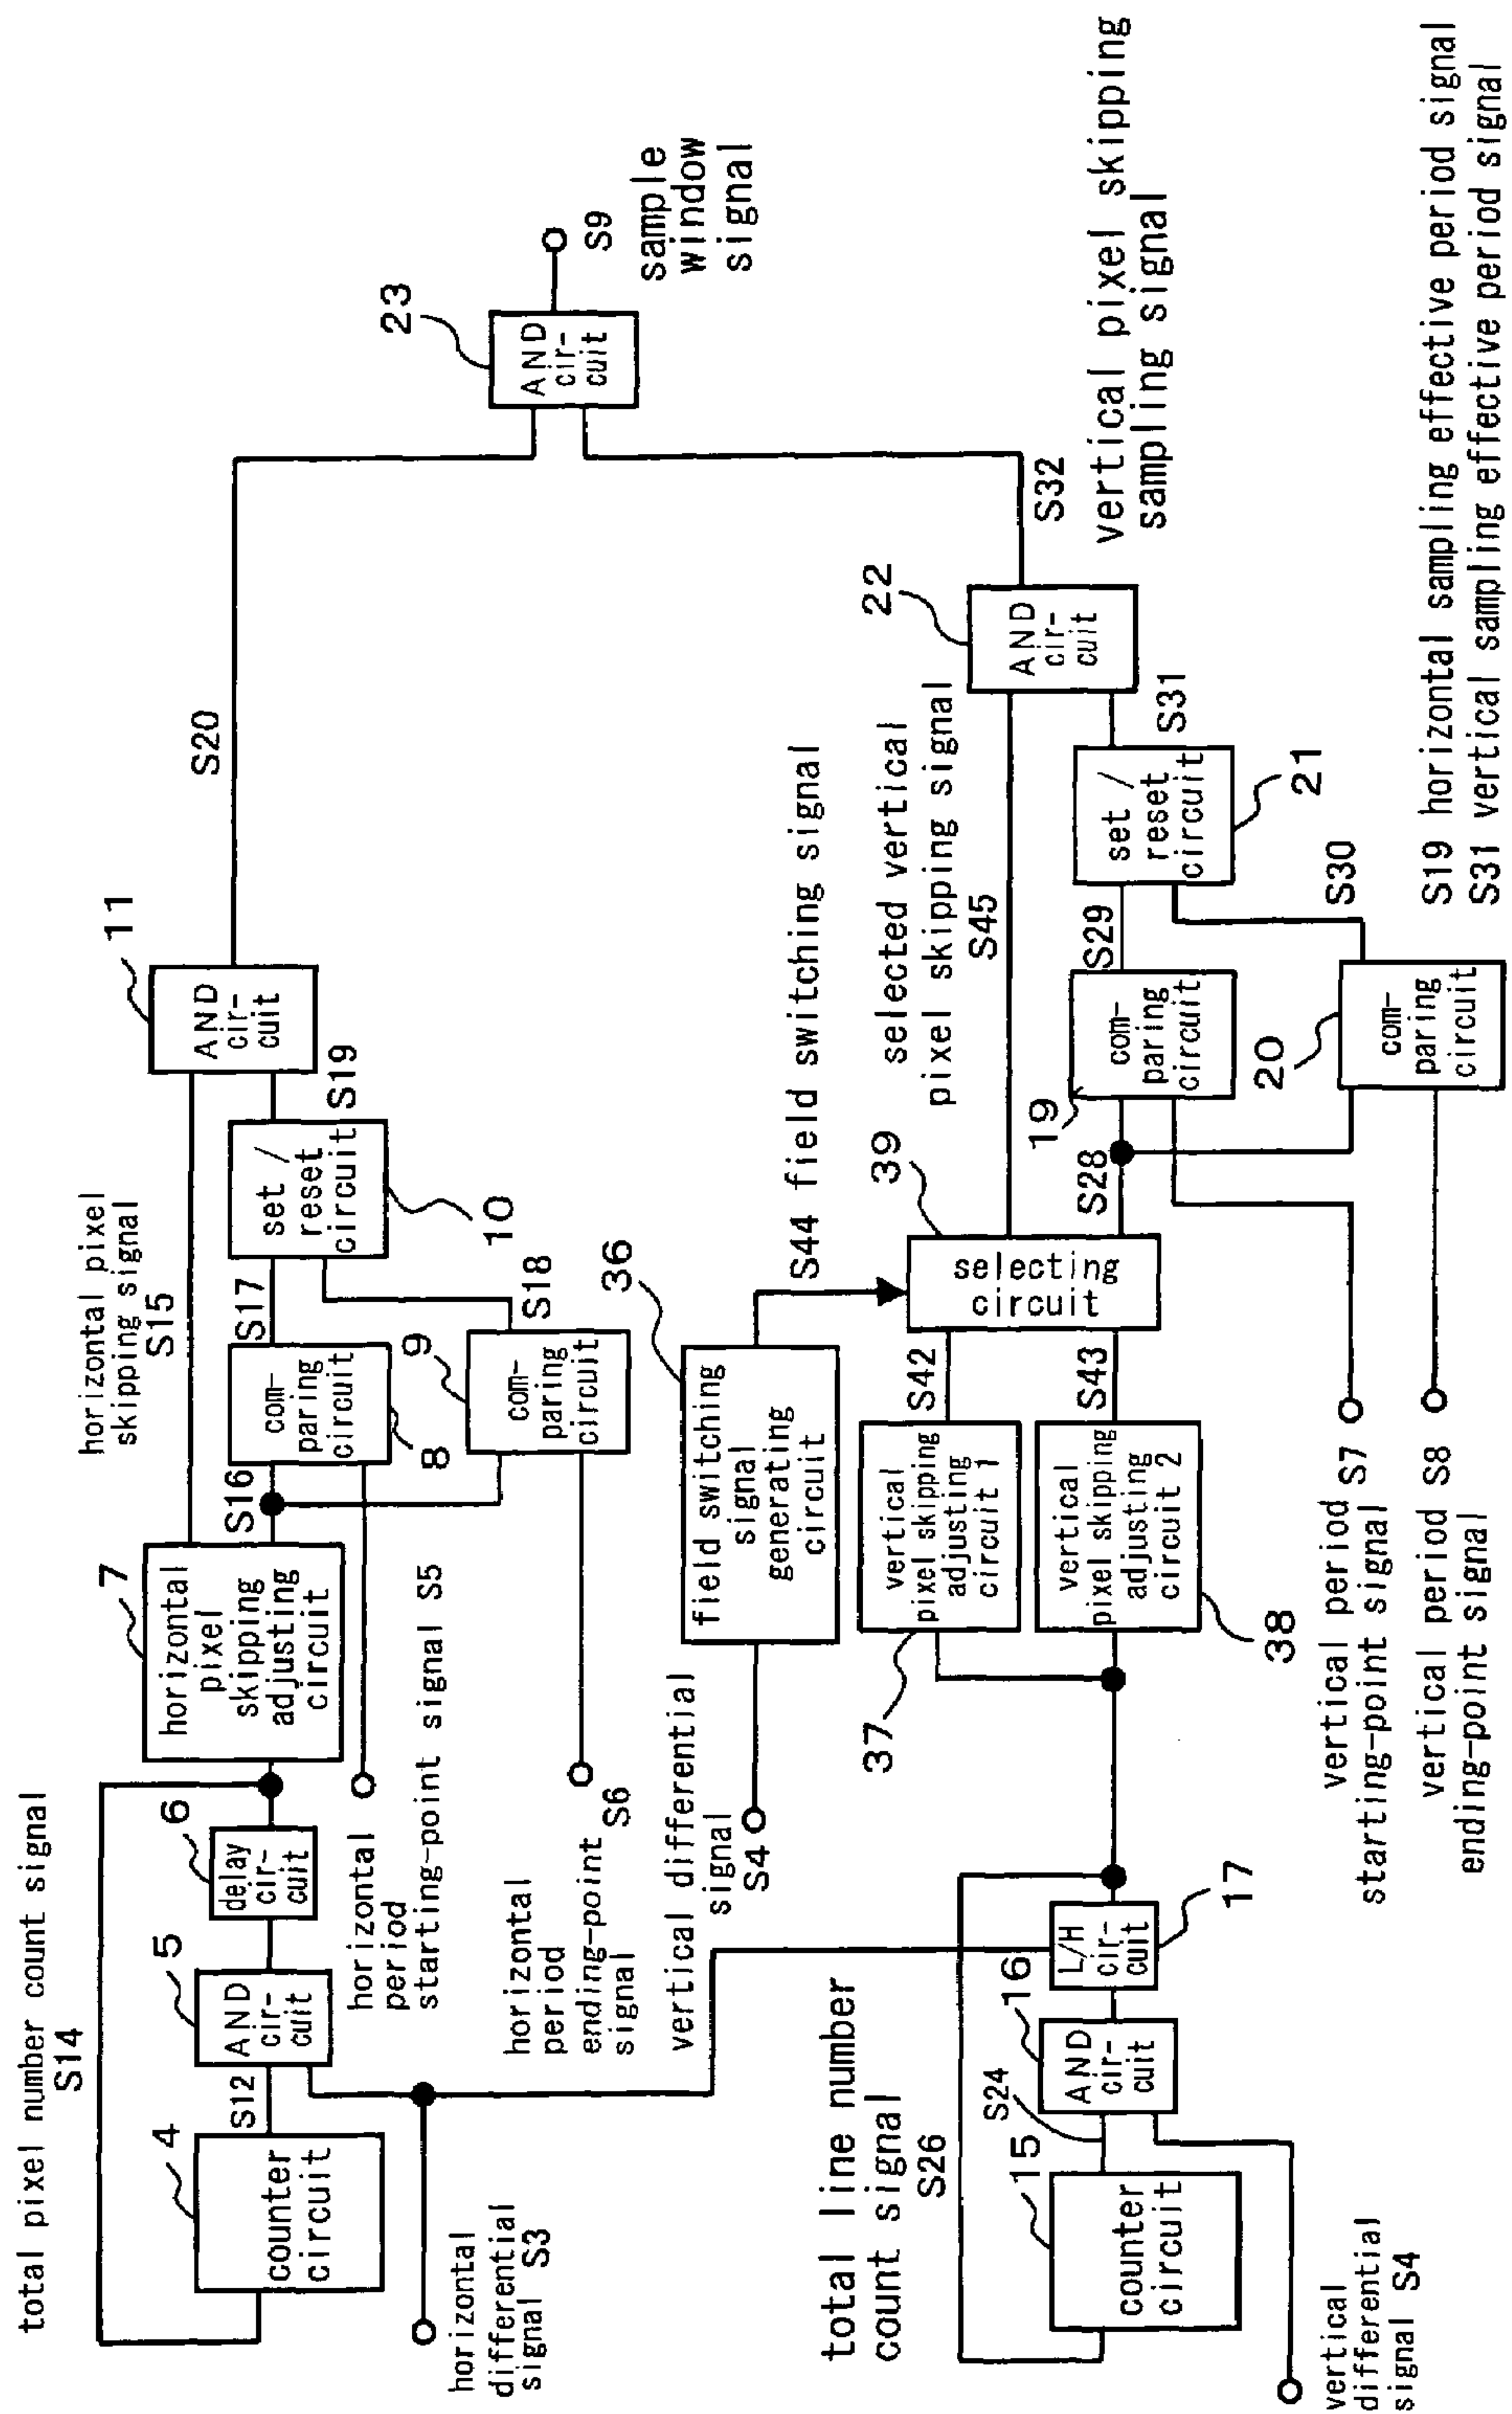 total pixel number count signal
S14
4
counter
circuit
S12
5
AND
cir-
cuit
6
delay
cir-
cuit
7
horizontal
pixel
skipping
adjusting
circuit
horizontal pixel
skipping signal
S15
S16
com-
paring
circuit
8
S17
9
com-
paring
circuit
S18
set /
reset
circuit
10
S19
11
AND
cir-
cuit
S20
23
AND
cir-
cuit
S9
sample
window
signal
horizontal
differential
signal S3
horizontal
period
starting-point signal S5
horizontal
period
ending-point
signal
S6
vertical differential
signal
S4
36
field switching
signal
generating
circuit
S44 field switching signal
total line number
count signal
S26
15
counter
circuit
S24
16
AND
cir-
cuit
L/H
cir-
cuit
17
vertical
differential
signal S4
37
vertical
pixel skipping
adjusting
circuit 1
S42
vertical
pixel skipping
adjusting
circuit 2
38
S43
39
selecting
circuit
selected vertical
pixel skipping signal
S45
S28
19
com-
paring
circuit
S29
20
com-
paring
circuit
S30
set /
reset
circuit
21
S31
22
AND
cir-
cuit
S32
vertical pixel skipping
sampling signal
vertical period S7
starting-point signal
vertical period S8
ending-point signal
S19 horizontal sampling effective period signal
S31 vertical sampling effective period signal